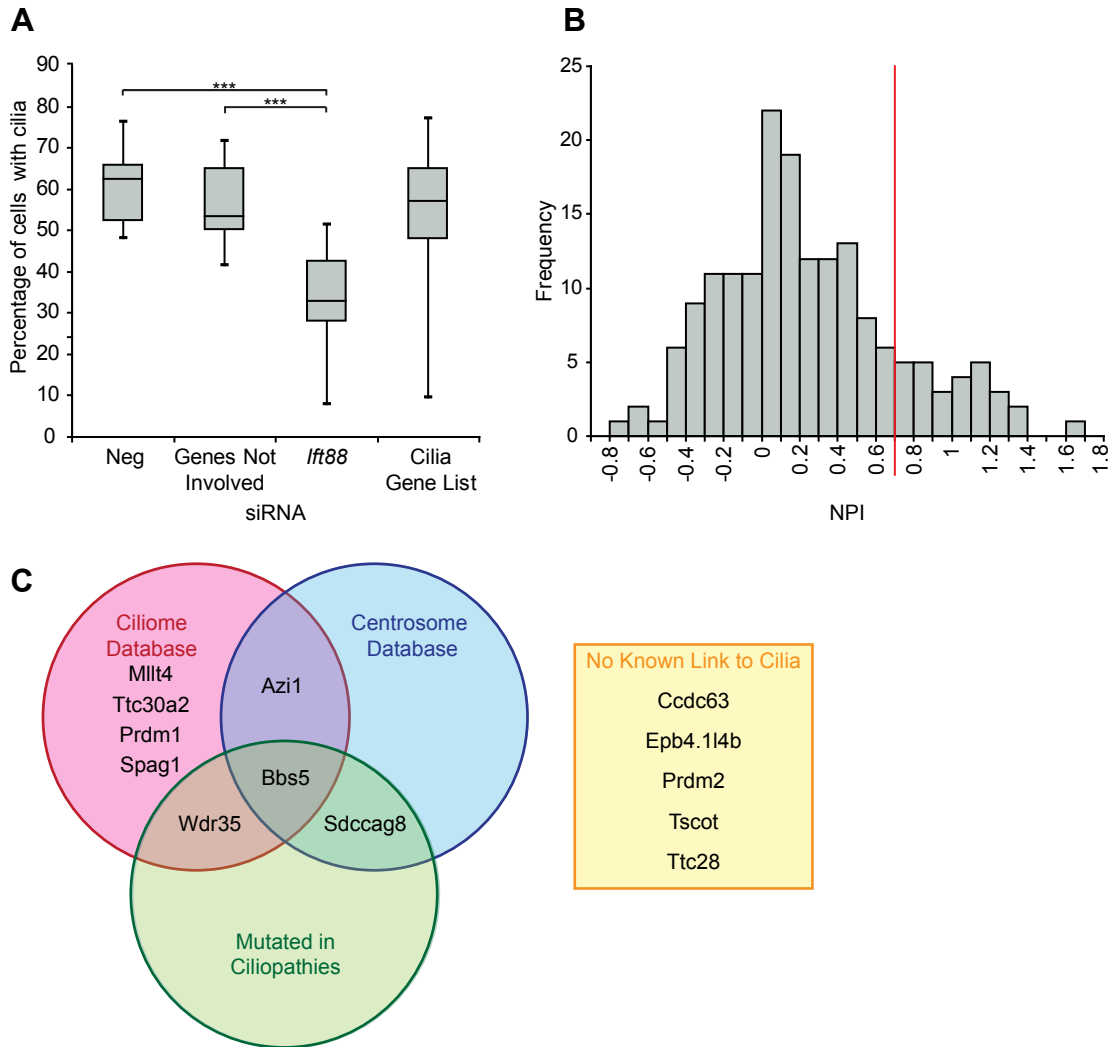 A
90
80
70
60
50
40
30
20
10
0
Percentage of cells with cilia
***
***
Neg
Genes Not
Involved
Ift88
Cilia
Gene List
siRNA
B
25
20
15
10
5
0
Frequency
-0.8
-0.6
-0.4
-0.2
0
0.2
0.4
0.6
0.8
1
1.2
1.4
1.6
1.8
NPI
C
Ciliome
Database
Mllt4
Ttc30a2
Prdm1
Spag1
Centrosome
Database
Azi1
Bbs5
Wdr35
Sdccag8
Mutated in
Ciliopathies
No Known Link to Cilia
Ccdc63
Epb4.1l4b
Prdm2
Tscot
Ttc28